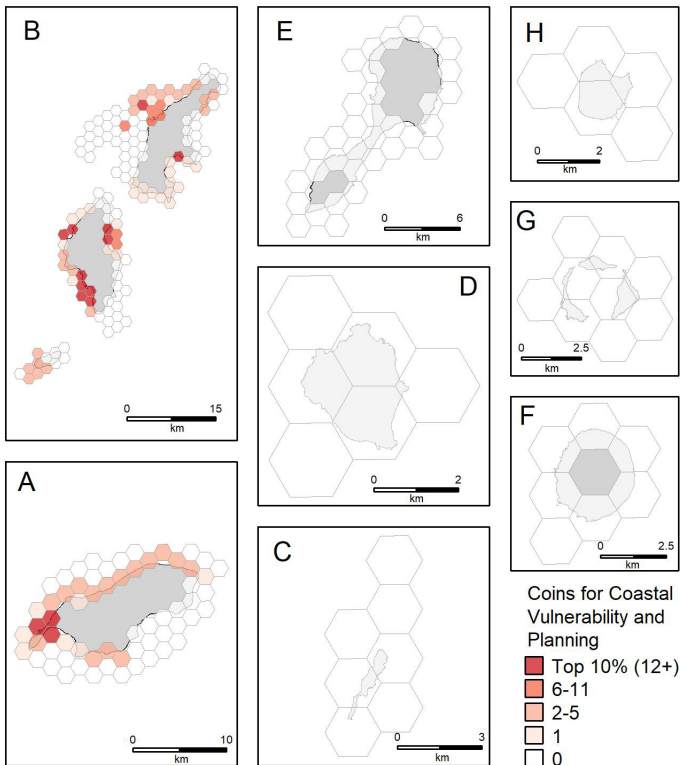 B
0 15
km
A
0 10
km
E
0 6
km
D
0 2
km
C
0 3
km
H
0 2
km
G
0 2.5
km
F
0 2.5
km
Coins for Coastal
Vulnerability and
Planning
Top 10% (12+)
6-11
2-5
1
0